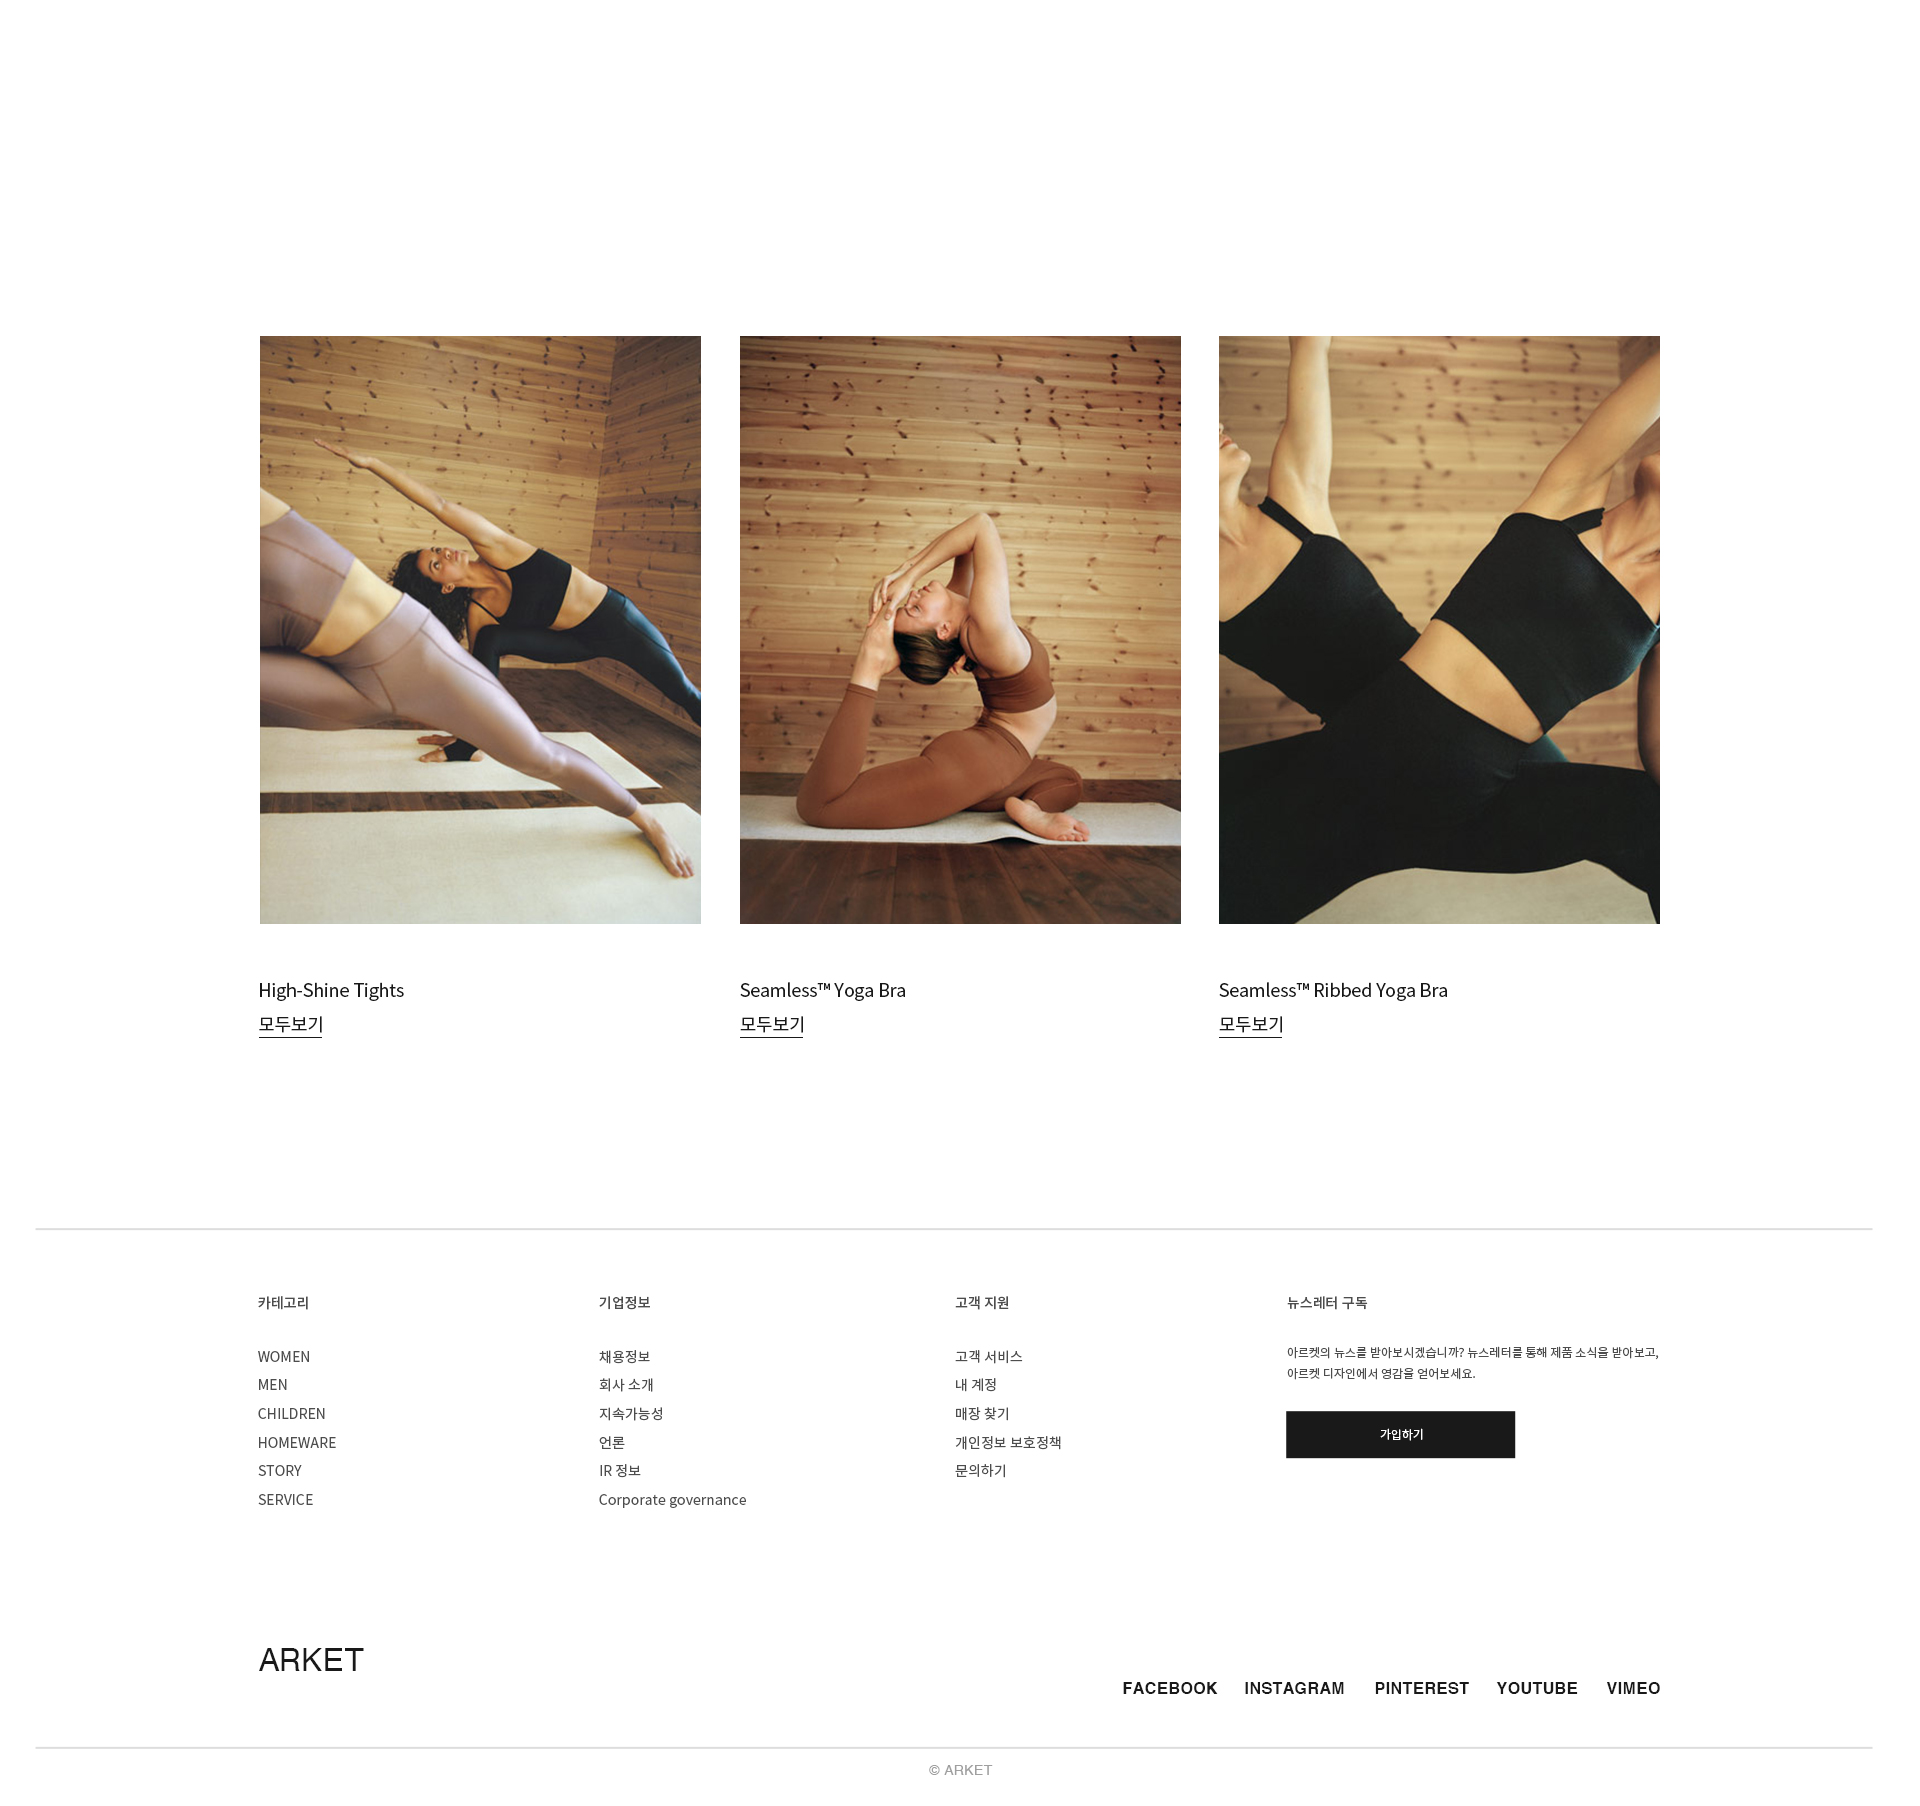 High-Shine Tights
모두보기
Seamless™ Yoga Bra
모두보기
Seamless™ Ribbed Yoga Bra
모두보기
카테고리
WOMEN
MEN
CHILDREN
HOMEWARE
STORY
SERVICE
기업정보
채용정보
회사 소개
지속가능성
언론
IR 정보
Corporate governance
고객 지원
고객 서비스
내 계정
매장 찾기
개인정보 보호정책
문의하기
뉴스레터 구독
아르켓의 뉴스를 받아보시겠습니까? 뉴스레터를 통해 제품 소식을 받아보고,
아르켓 디자인에서 영감을 얻어보세요.
가입하기
ARKET
FACEBOOK INSTAGRAM PINTEREST YOUTUBE VIMEO
© ARKET